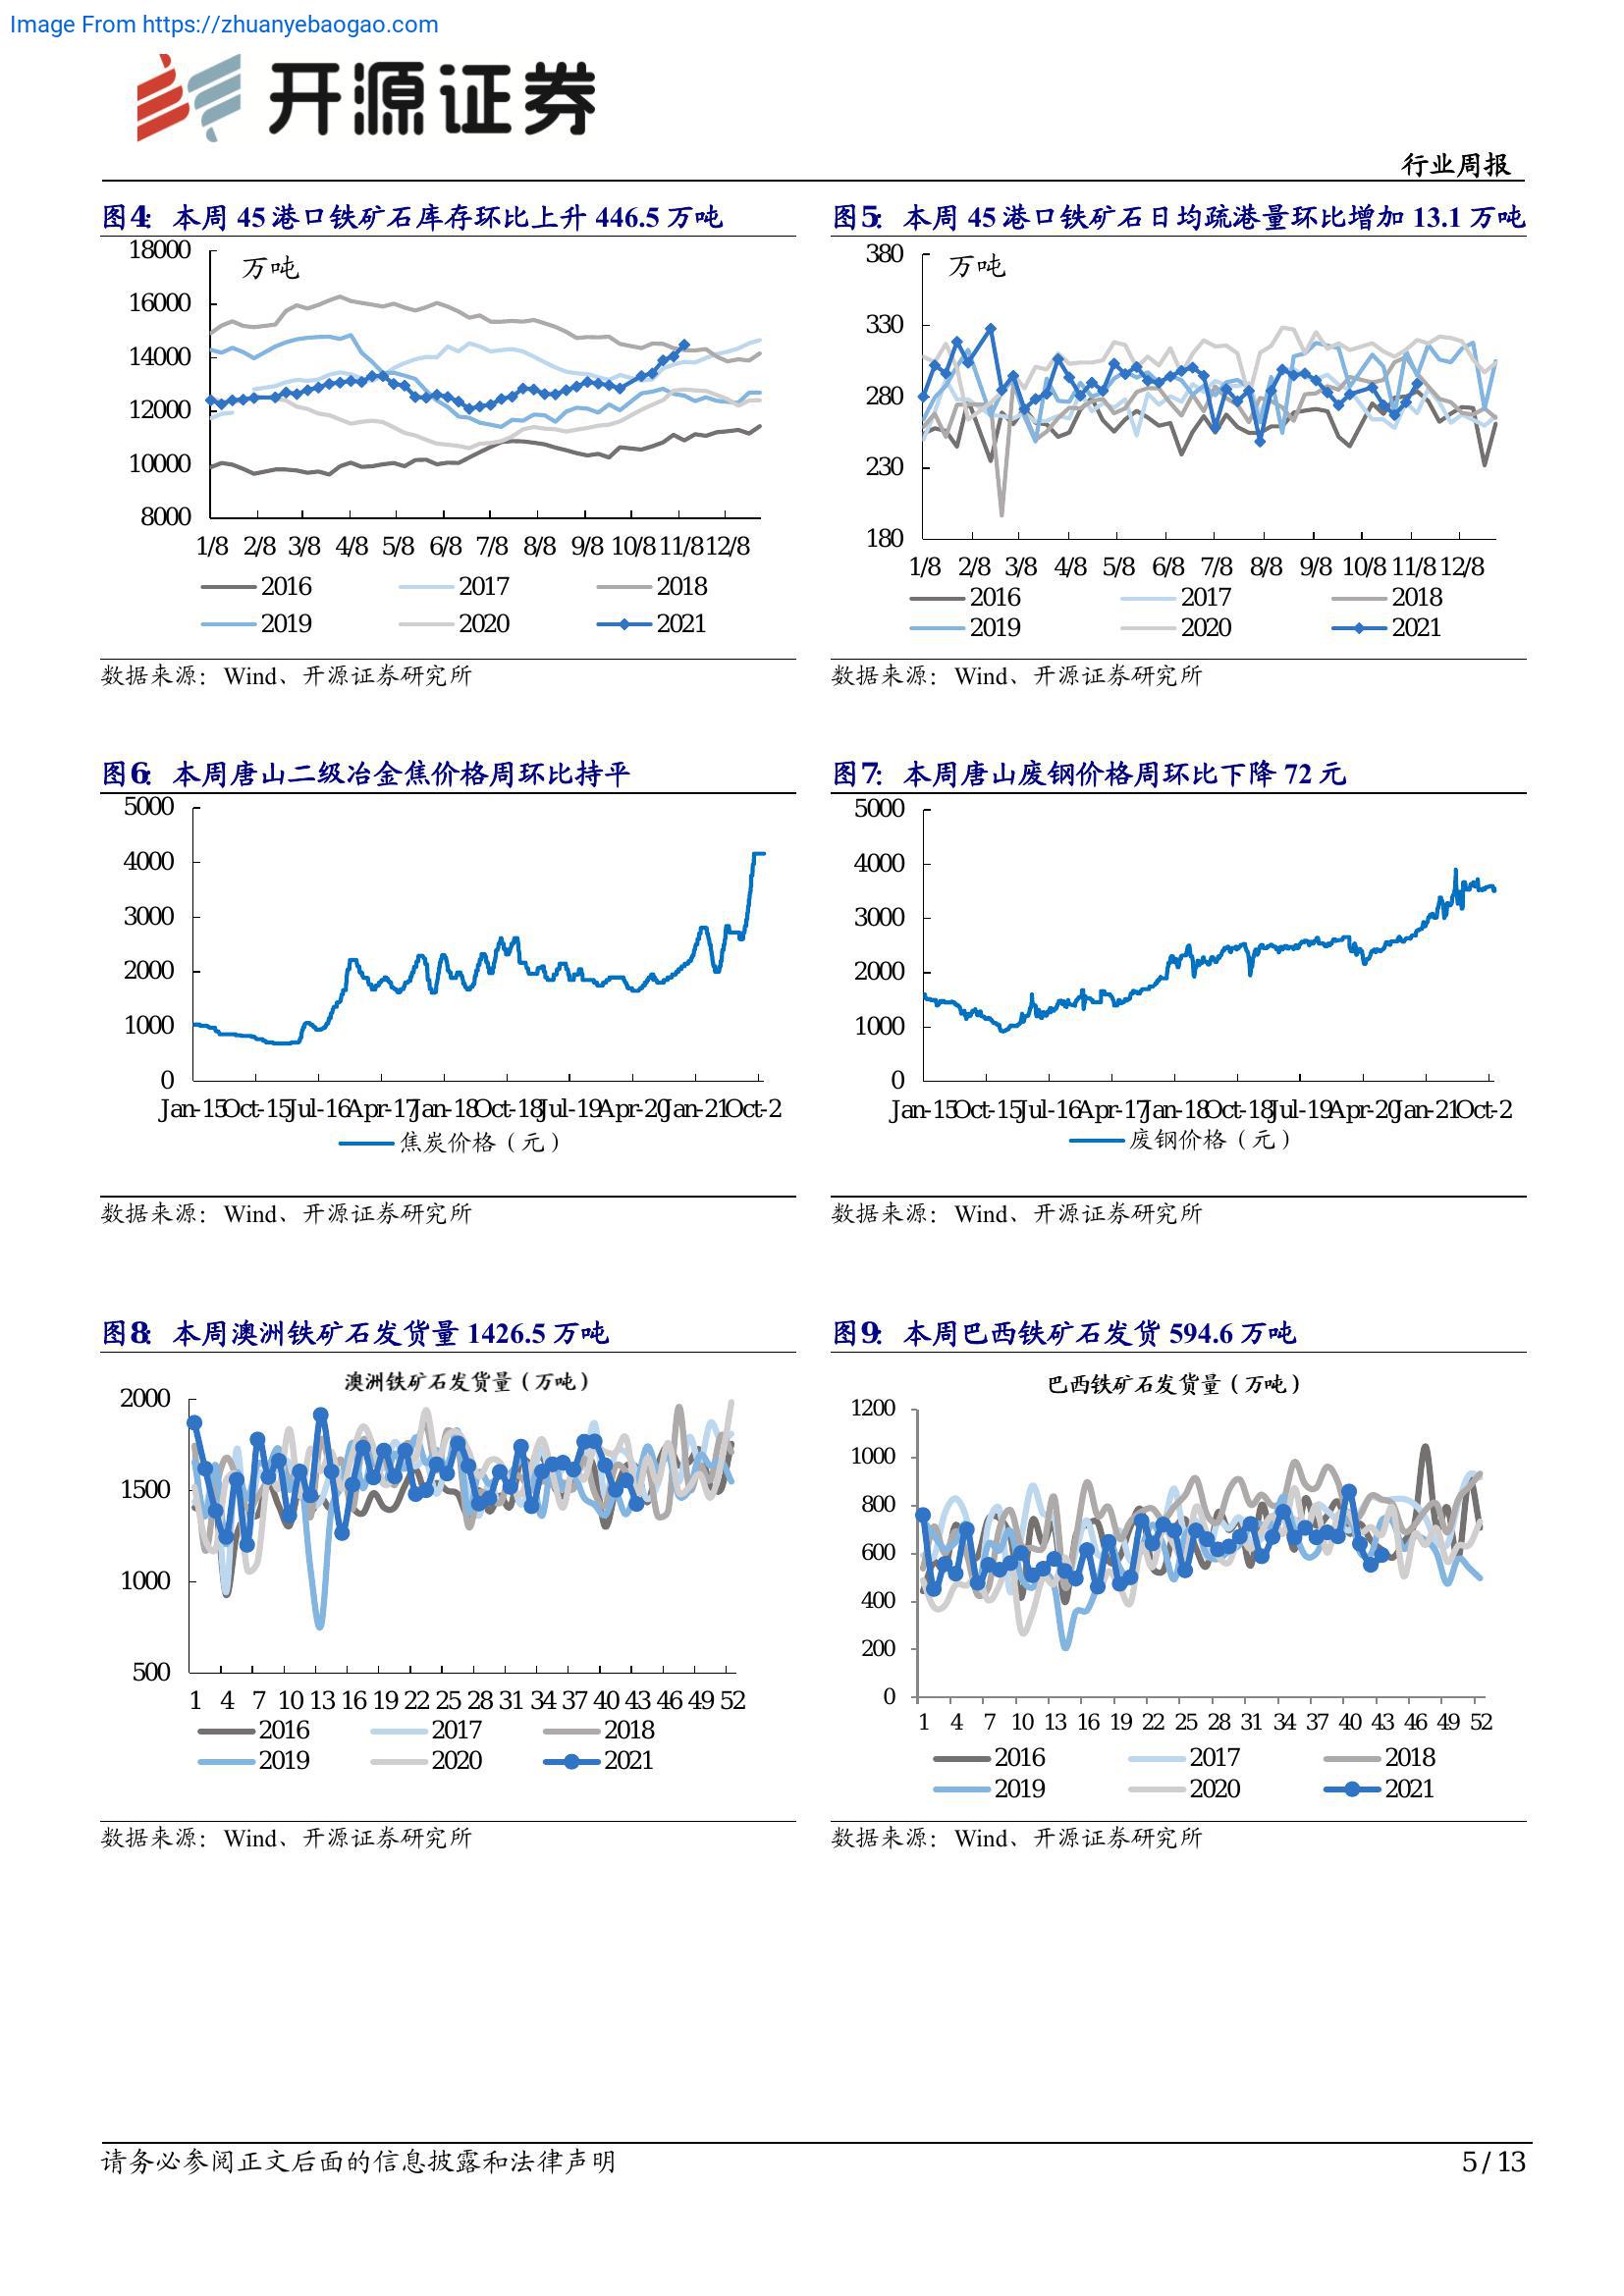 Image From https://zhuanyebaogao.com
开源证券
行业周报
图4： 本周 45 港口铁矿石库存环比上升 446.5 万吨
18000
万吨
16000
14000
12000
10000
8000
1/8 2/8 3/8 4/8 5/8 6/8 7/8 8/8 9/8 10/8 11/8 12/8
2016 2017 2018
2019 2020 2021
数据来源：Wind、开源证券研究所
图5： 本周 45 港口铁矿石日均疏港量环比增加 13.1 万吨
380
万吨
330
280
230
180
1/8 2/8 3/8 4/8 5/8 6/8 7/8 8/8 9/8 10/8 11/8 12/8
2016 2017 2018
2019 2020 2021
数据来源：Wind、开源证券研究所
图6： 本周唐山二级冶金焦价格周环比持平
5000
4000
3000
2000
1000
0
Jan-15 Oct-15 Jul-16 Apr-17 Jan-18 Oct-18 Jul-19 Apr-20 Jan-21 Oct-2
焦炭价格（元）
数据来源：Wind、开源证券研究所
图7： 本周唐山废钢价格周环比下降 72 元
5000
4000
3000
2000
1000
0
Jan-15 Oct-15 Jul-16 Apr-17 Jan-18 Oct-18 Jul-19 Apr-20 Jan-21 Oct-2
废钢价格（元）
数据来源：Wind、开源证券研究所
图8： 本周澳洲铁矿石发货量 1426.5 万吨
澳洲铁矿石发货量（万吨）
2000
1500
1000
500
1 4 7 10 13 16 19 22 25 28 31 34 37 40 43 46 49 52
2016 2017 2018
2019 2020 2021
数据来源：Wind、开源证券研究所
图9： 本周巴西铁矿石发货 594.6 万吨
巴西铁矿石发货量（万吨）
1200
1000
800
600
400
200
0
1 4 7 10 13 16 19 22 25 28 31 34 37 40 43 46 49 52
2016 2017 2018
2019 2020 2021
数据来源：Wind、开源证券研究所
请务必参阅正文后面的信息披露和法律声明
5 / 13